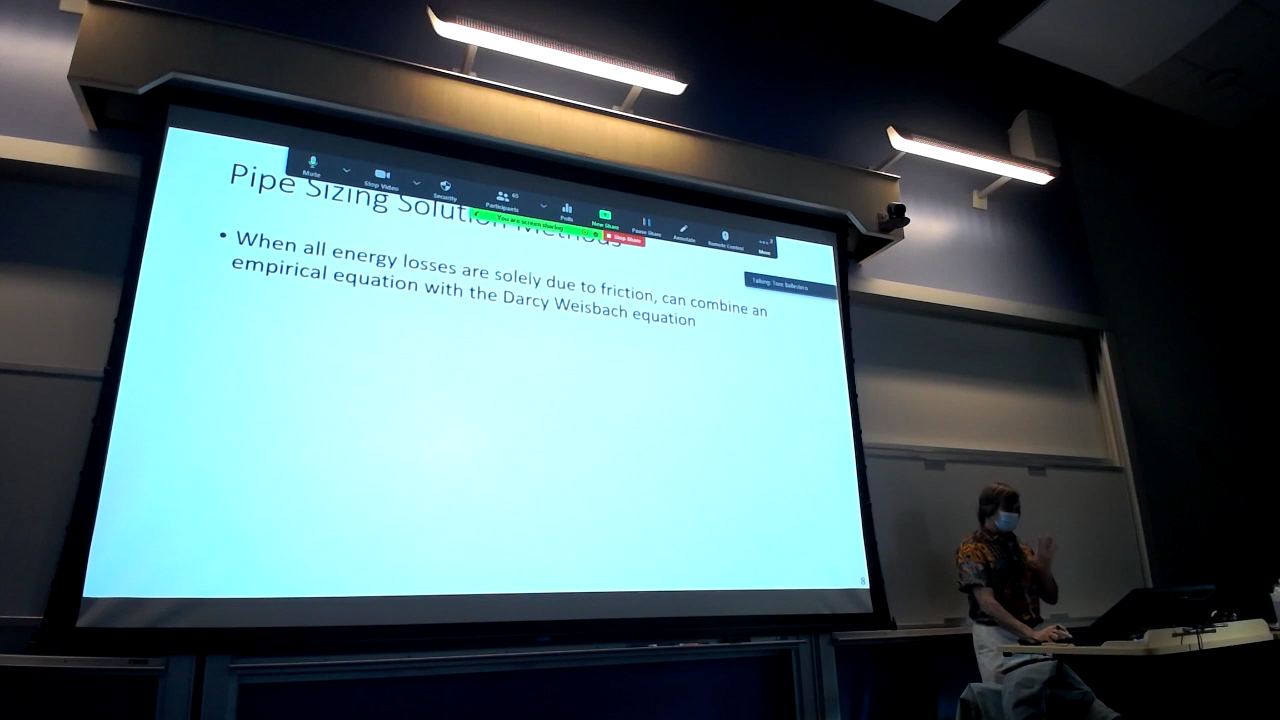 Mute
Stop Video
Security
Participants
65
Polls
New Share
Pause Share
Annotate
Remote Control
More
You are screen sharing
Stop Share
Pipe Sizing Solution Methods
Talking: Tom Ballestero
• When all energy losses are solely due to friction, can combine an
empirical equation with the Darcy Weisbach equation
8